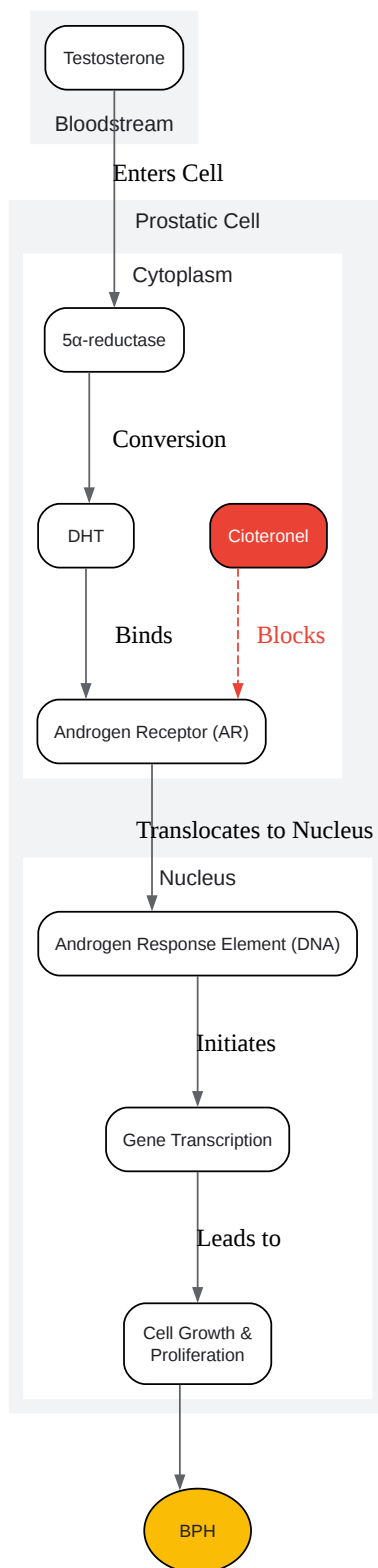 Testosterone
Bloodstream
Enters Cell
Prostatic Cell
Cytoplasm
5α-reductase
Conversion
DHT
Cioteronel
Binds
Blocks
Androgen Receptor (AR)
Translocates to Nucleus
Nucleus
Androgen Response Element (DNA)
Initiates
Gene Transcription
Leads to
Cell Growth &
Proliferation
BPH